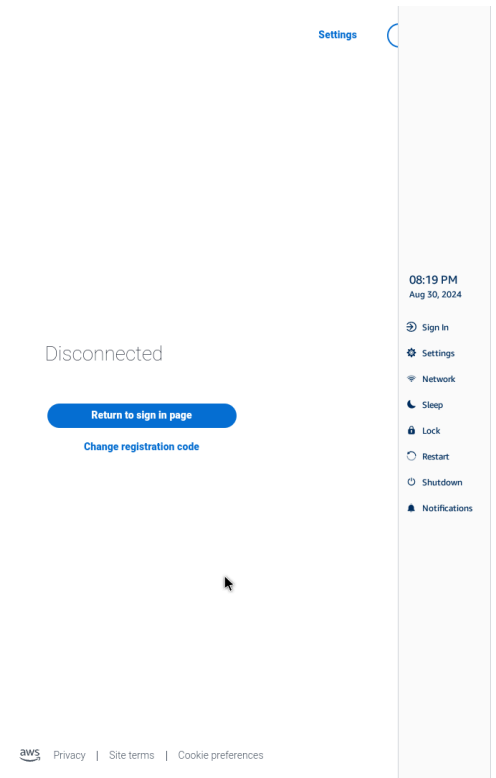 Settings
Disconnected
Return to sign in page
Change registration code
aws Privacy | Site terms | Cookie preferences
08:19 PM
Aug 30, 2024
Sign In
Settings
Network
Sleep
Lock
Restart
Shutdown
Notifications